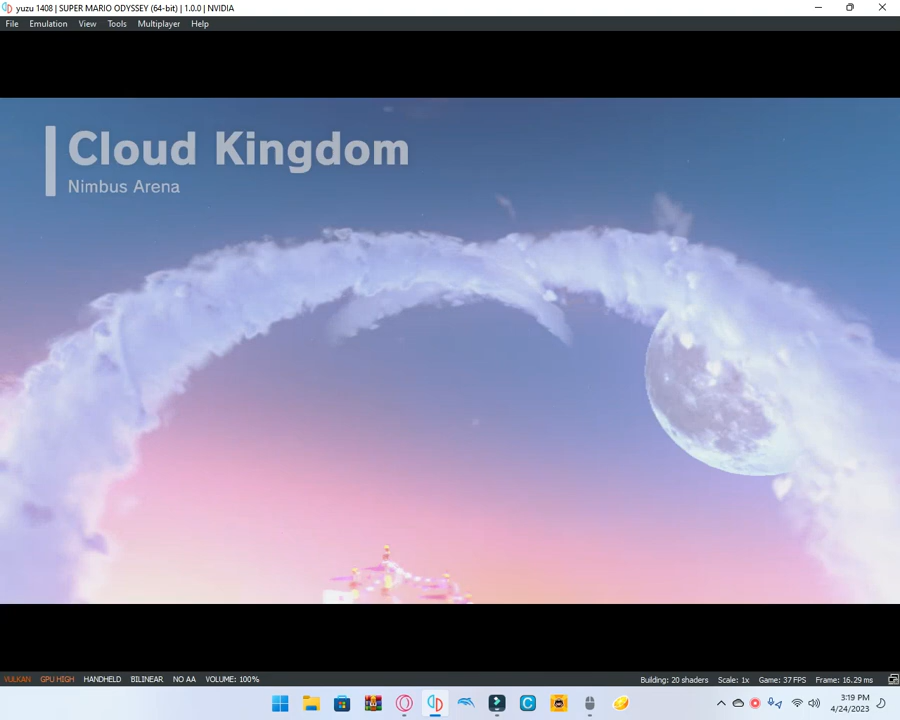 yuzu 1408 | SUPER MARIO ODYSSEY (64-bit) | 1.0.0 | NVIDIA
File Emulation View Tools Multiplayer Help
Cloud Kingdom
Nimbus Arena
VULKAN GPU HIGH HANDHELD BILINEAR NO AA VOLUME: 100% Building: 20 shaders Scale: 1x Game: 37 FPS Frame: 16.29 ms
3:19 PM
4/24/2023